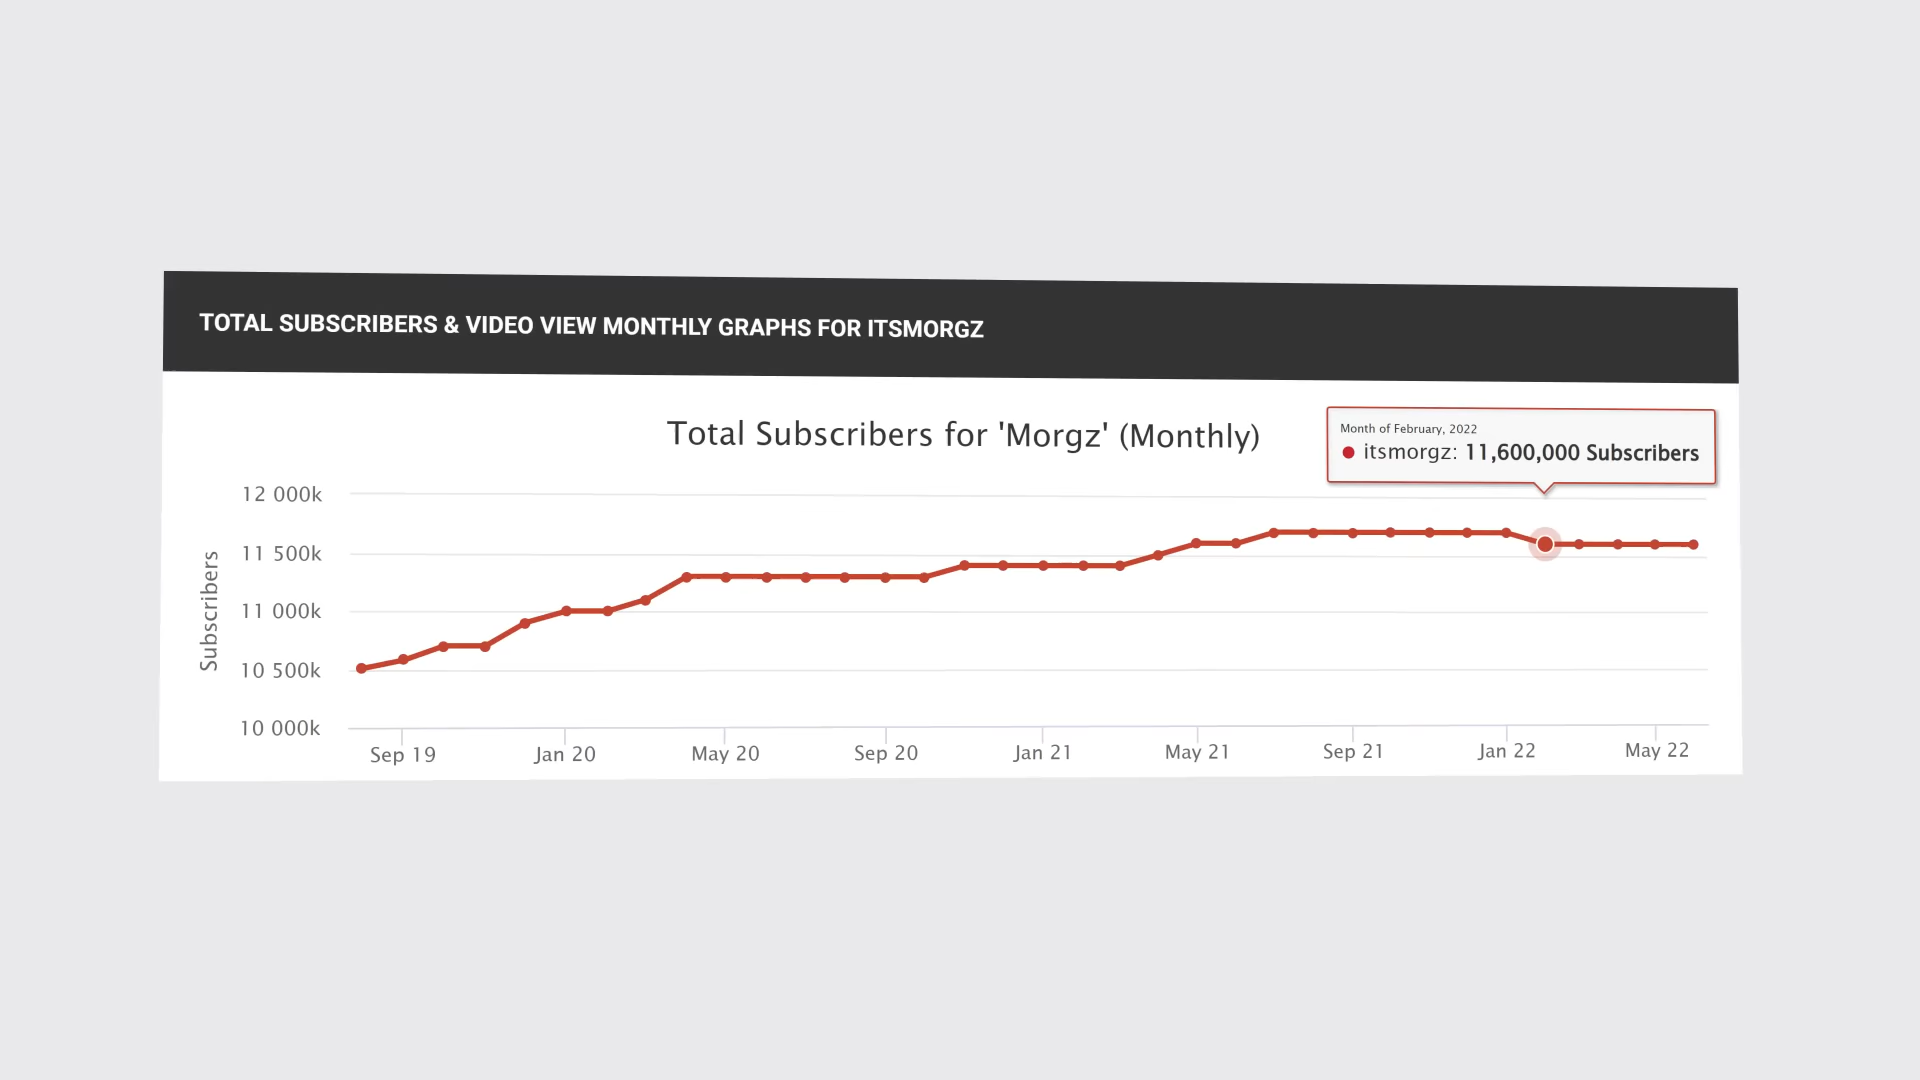 TOTAL SUBSCRIBERS & VIDEO VIEW MONTHLY GRAPHS FOR ITSMORGZ
Total Subscribers for 'Morgz' (Monthly)
Month of February, 2022
itsmorgz: 11,600,000 Subscribers
12 000k
11 500k
11 000k
10 500k
10 000k
Subscribers
Sep 19 Jan 20 May 20 Sep 20 Jan 21 May 21 Sep 21 Jan 22 May 22